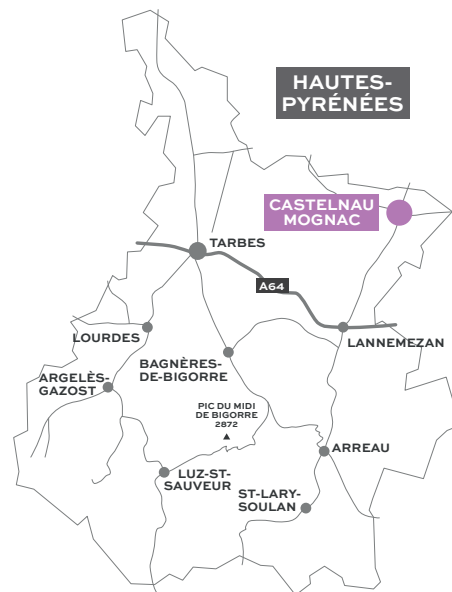 HAUTES-
PYRÉNÉES
CASTELNAU
MOGNAC
TARBES
A64
LOURDES
LANNEMEZAN
BAGNÈRES-
DE-BIGORRE
ARGELÈS-
GAZOST
PIC DU MIDI
DE BIGORRE
2872
ARREAU
LUZ-ST-
SAUVEUR
ST-LARY-
SOULAN